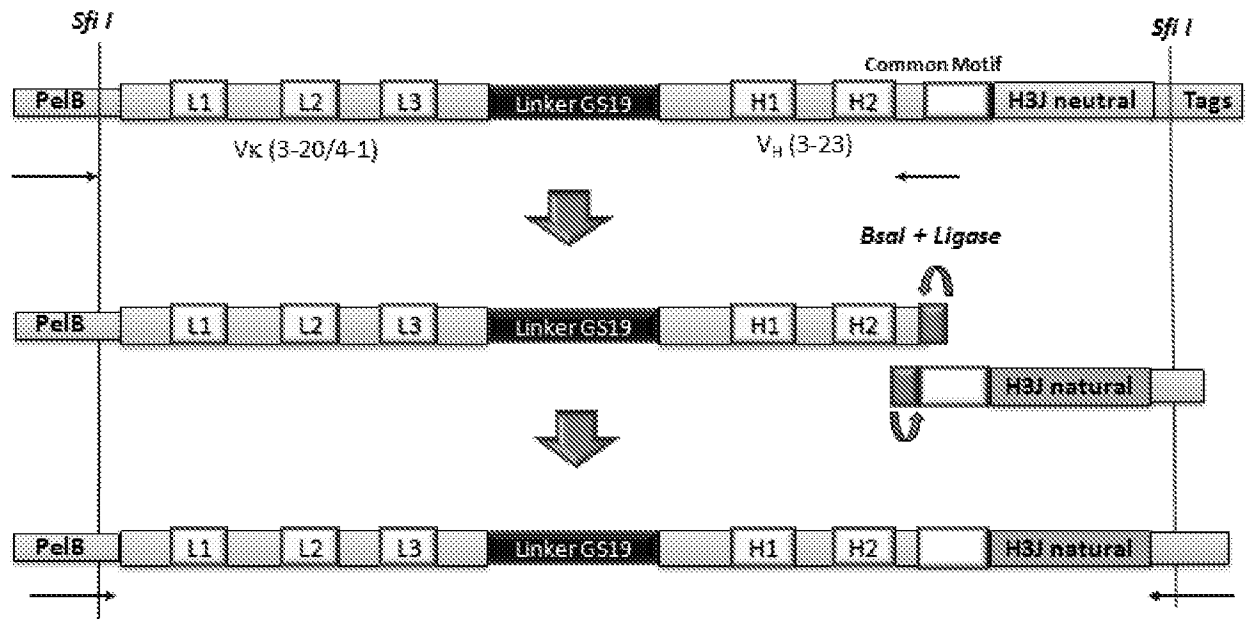 Sfi I
Sfi I
Common Motif
PelB L1 L2 L3 Linker GS19 H1 H2 H3J neutral Tags
Vκ (3-20/4-1)
VH (3-23)
BsaI + Ligase
PelB L1 L2 L3 Linker GS19 H1 H2
H3J natural
PelB L1 L2 L3 Linker GS19 H1 H2 H3J natural